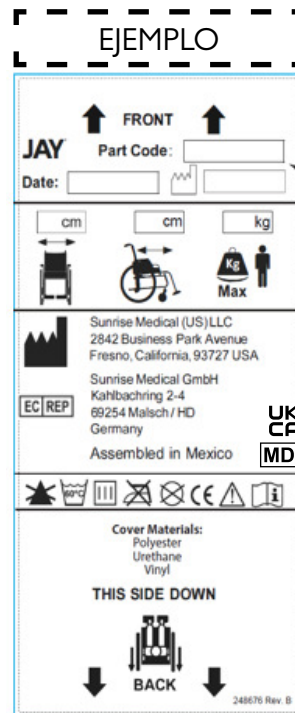 EJEMPLO
FRONT
JAY Part Code:
Date:
cm cm kg
Kg
Max
Sunrise Medical (US) LLC
2842 Business Park Avenue
Fresno, California, 93727 USA
Sunrise Medical GmbH
Kahlbachring 2-4
EC REP
69254 Malsch / HD
Germany
UK
CA
Assembled in Mexico
MD
60°C
CE
Cover Materials:
Polyester
Urethane
Vinyl
THIS SIDE DOWN
BACK
248676 Rev. B